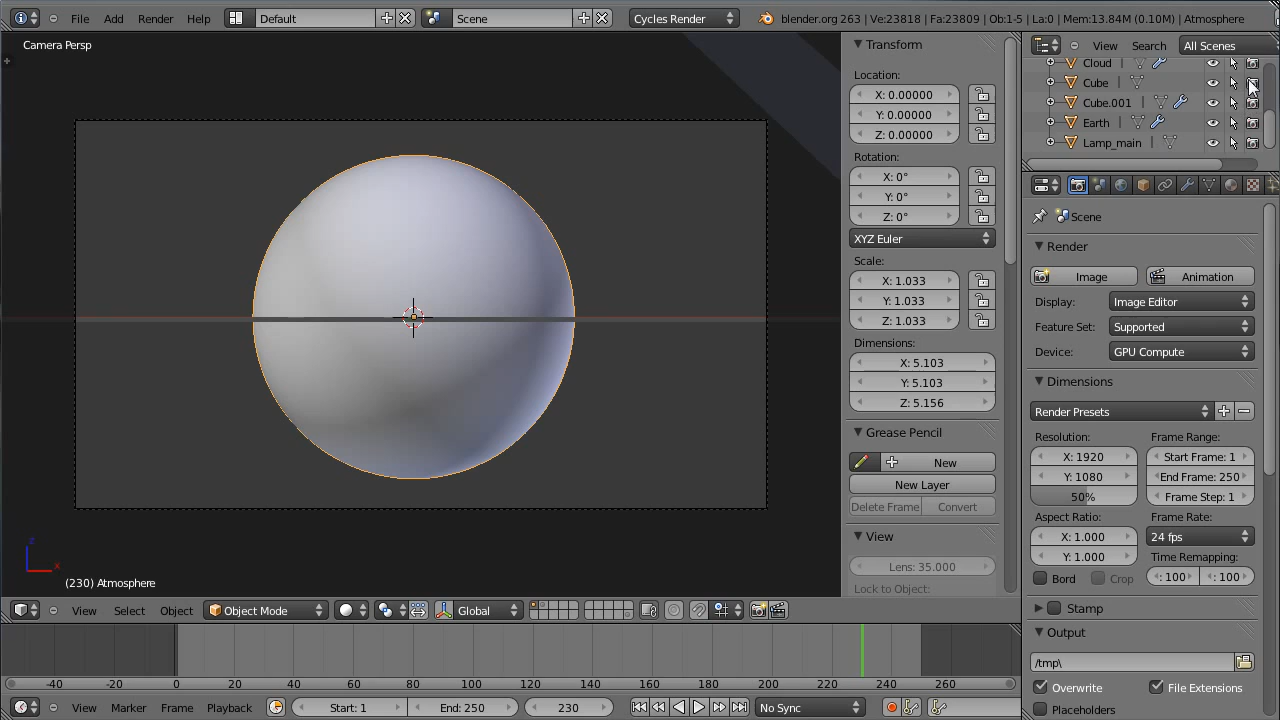 File Add Render Help Default Scene Cycles Render blender.org 263 | Ve:23818 | Fa:23809 | Ob:1-5 | La:0 | Mem:13.84M (0.10M) | Atmosphere
Camera Persp
Transform
Location:
X: 0.00000
Y: 0.00000
Z: 0.00000
Rotation:
X: 0°
Y: 0°
Z: 0°
XYZ Euler
Scale:
X: 1.033
Y: 1.033
Z: 1.033
Dimensions:
X: 5.103
Y: 5.103
Z: 5.156
Grease Pencil
New
New Layer
Delete Frame Convert
View
Lens: 35.000
Lock to Object:
View Search All Scenes
Cloud
Cube
Cube.001
Earth
Lamp_main
Scene
Render
Image Animation
Display: Image Editor
Feature Set: Supported
Device: GPU Compute
Dimensions
Render Presets
Resolution: Frame Range:
X: 1920 Start Frame: 1
Y: 1080 End Frame: 250
50% Frame Step: 1
Aspect Ratio: Frame Rate:
X: 1.000 24 fps
Y: 1.000 Time Remapping:
Bord Crop : 100 : 100
Stamp
Output
/tmp\
Overwrite File Extensions
Placeholders
z
x
(230) Atmosphere
View Select Object Object Mode Global
-40 -20 0 20 40 60 80 100 120 140 160 180 200 220 240 260
View Marker Frame Playback Start: 1 End: 250 230 No Sync